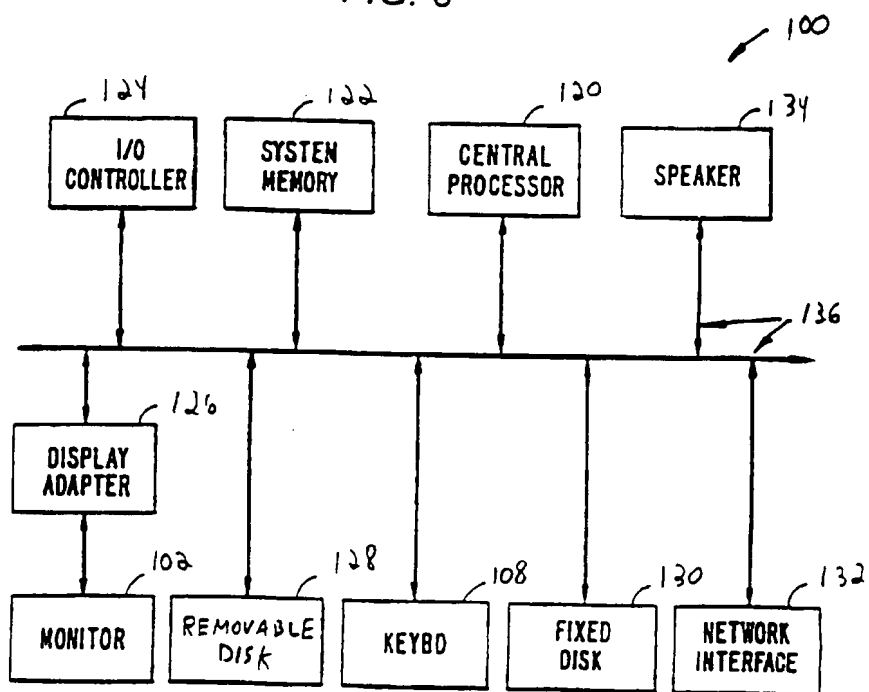 100
124
122
120
134
I/O
CONTROLLER
SYSTEM
MEMORY
CENTRAL
PROCESSOR
SPEAKER
136
126
DISPLAY
ADAPTER
102
128
108
130
132
MONITOR
REMOVABLE
DISK
KEYBD
FIXED
DISK
NETWORK
INTERFACE